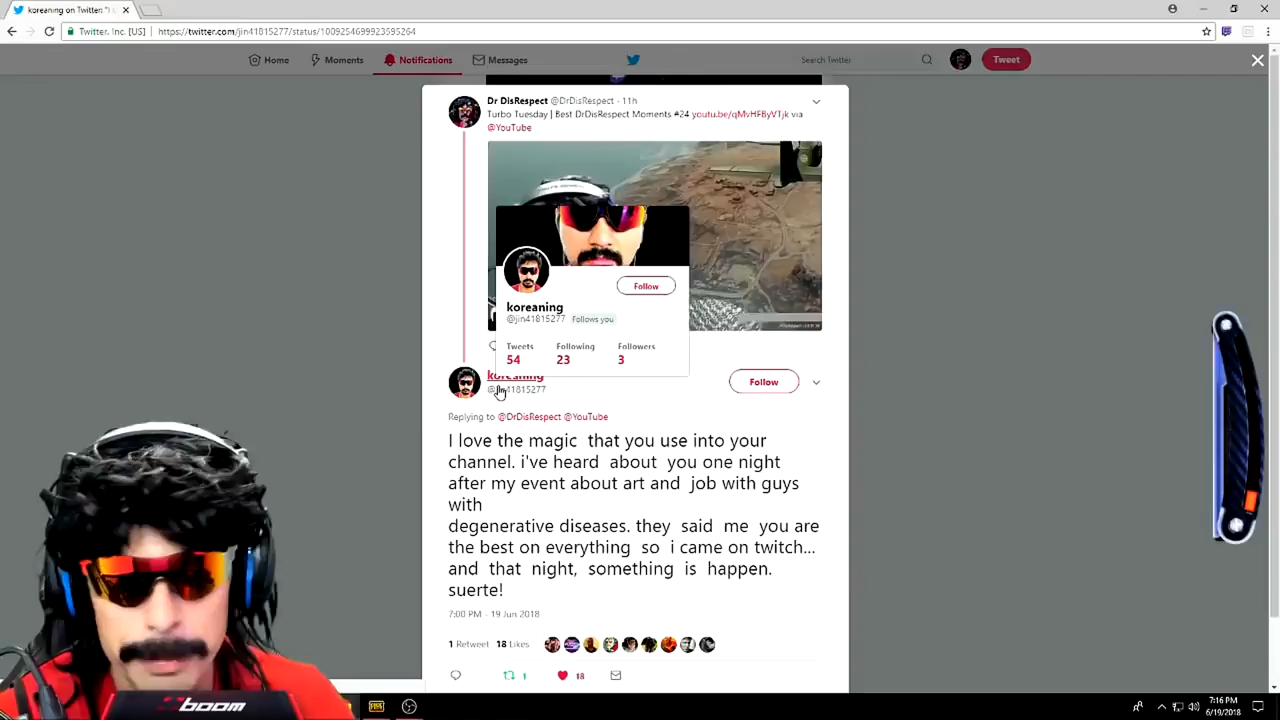 koreaning on Twitter: "I
Twitter, Inc. [US] | https://twitter.com/jin41815277/status/1009254699923595264
Home
Moments
Notifications
Messages
Search Twitter
Tweet
Dr DisRespect @DrDisRespect · 11h
Turbo Tuesday | Best DrDisRespect Moments #24 youtu.be/qMvHFByVTjk via
@YouTube
koreaning
@jin41815277 Follows you
Follow
Tweets Following Followers
54 23 3
koreaning
@jin41815277
Follow
Replying to @DrDisRespect @YouTube
I love the magic that you use into your
channel. i've heard about you one night
after my event about art and job with guys
with
degenerative diseases. they said me you are
the best on everything so i came on twitch...
and that night, something is happen.
suerte!
7:00 PM - 19 Jun 2018
1 Retweet 18 Likes
1 18
boom
7:16 PM
6/19/2018